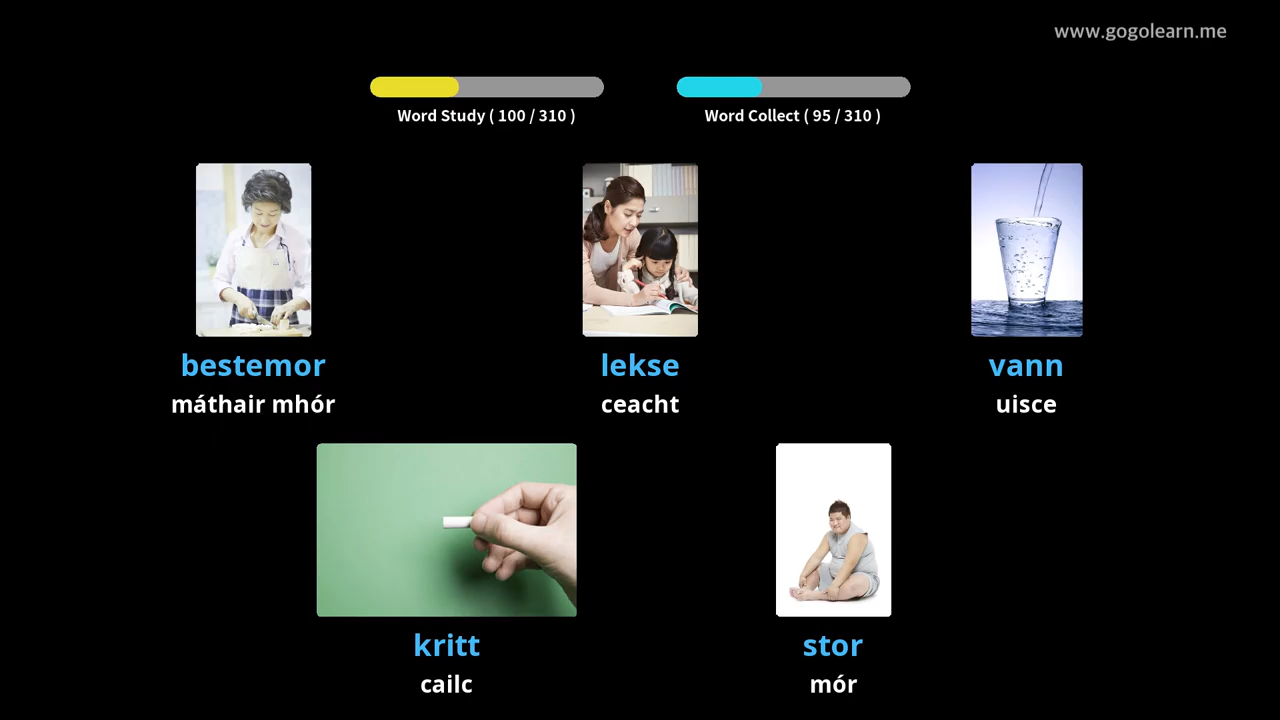 www.gogolearn.me
Word Study ( 100 / 310 )
Word Collect ( 95 / 310 )
bestemor
máthair mhór
lekse
ceacht
vann
uisce
kritt
cailc
stor
mór